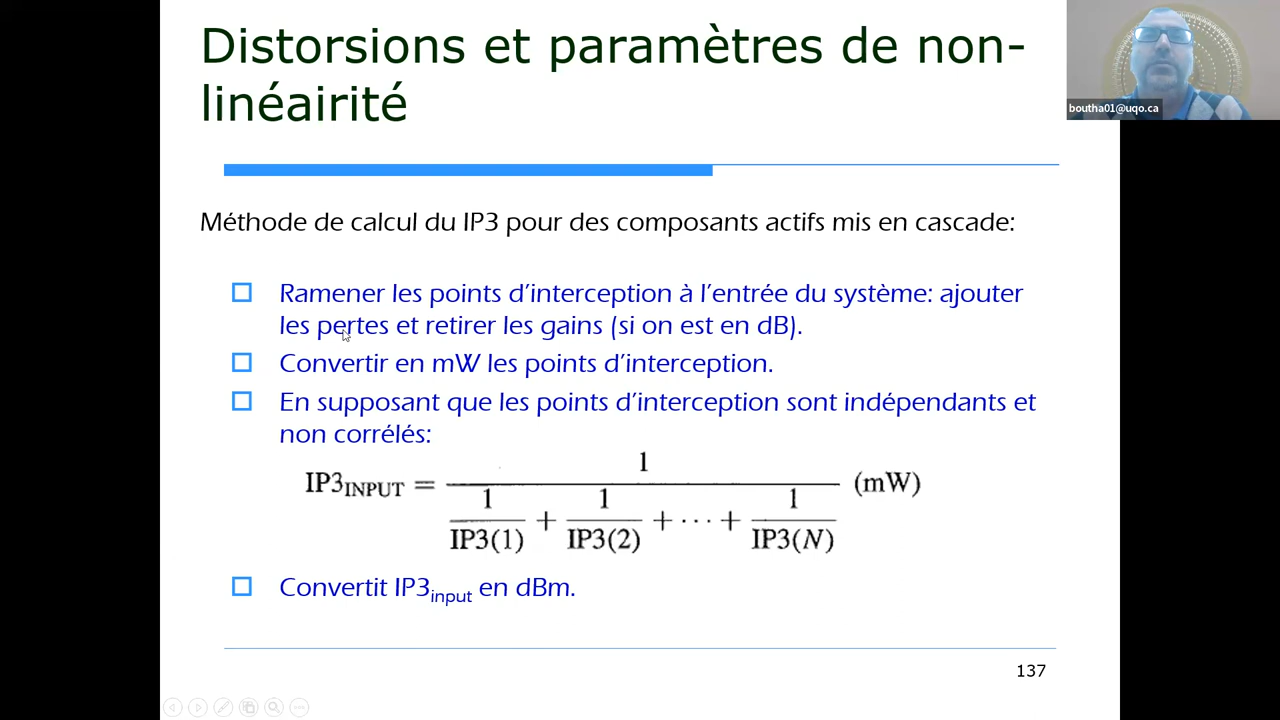 Distorsions et paramètres de non-
linéairité
boutha01@uqo.ca
Méthode de calcul du IP3 pour des composants actifs mis en cascade:
Ramener les points d'interception à l'entrée du système: ajouter
les pertes et retirer les gains (si on est en dB).
Convertir en mW les points d'interception.
En supposant que les points d'interception sont indépendants et
non corrélés:
1
IP3INPUT = (mW)
1 1 1
+ + ··· +
IP3(1) IP3(2) IP3(N)
Convertit IP3input en dBm.
137